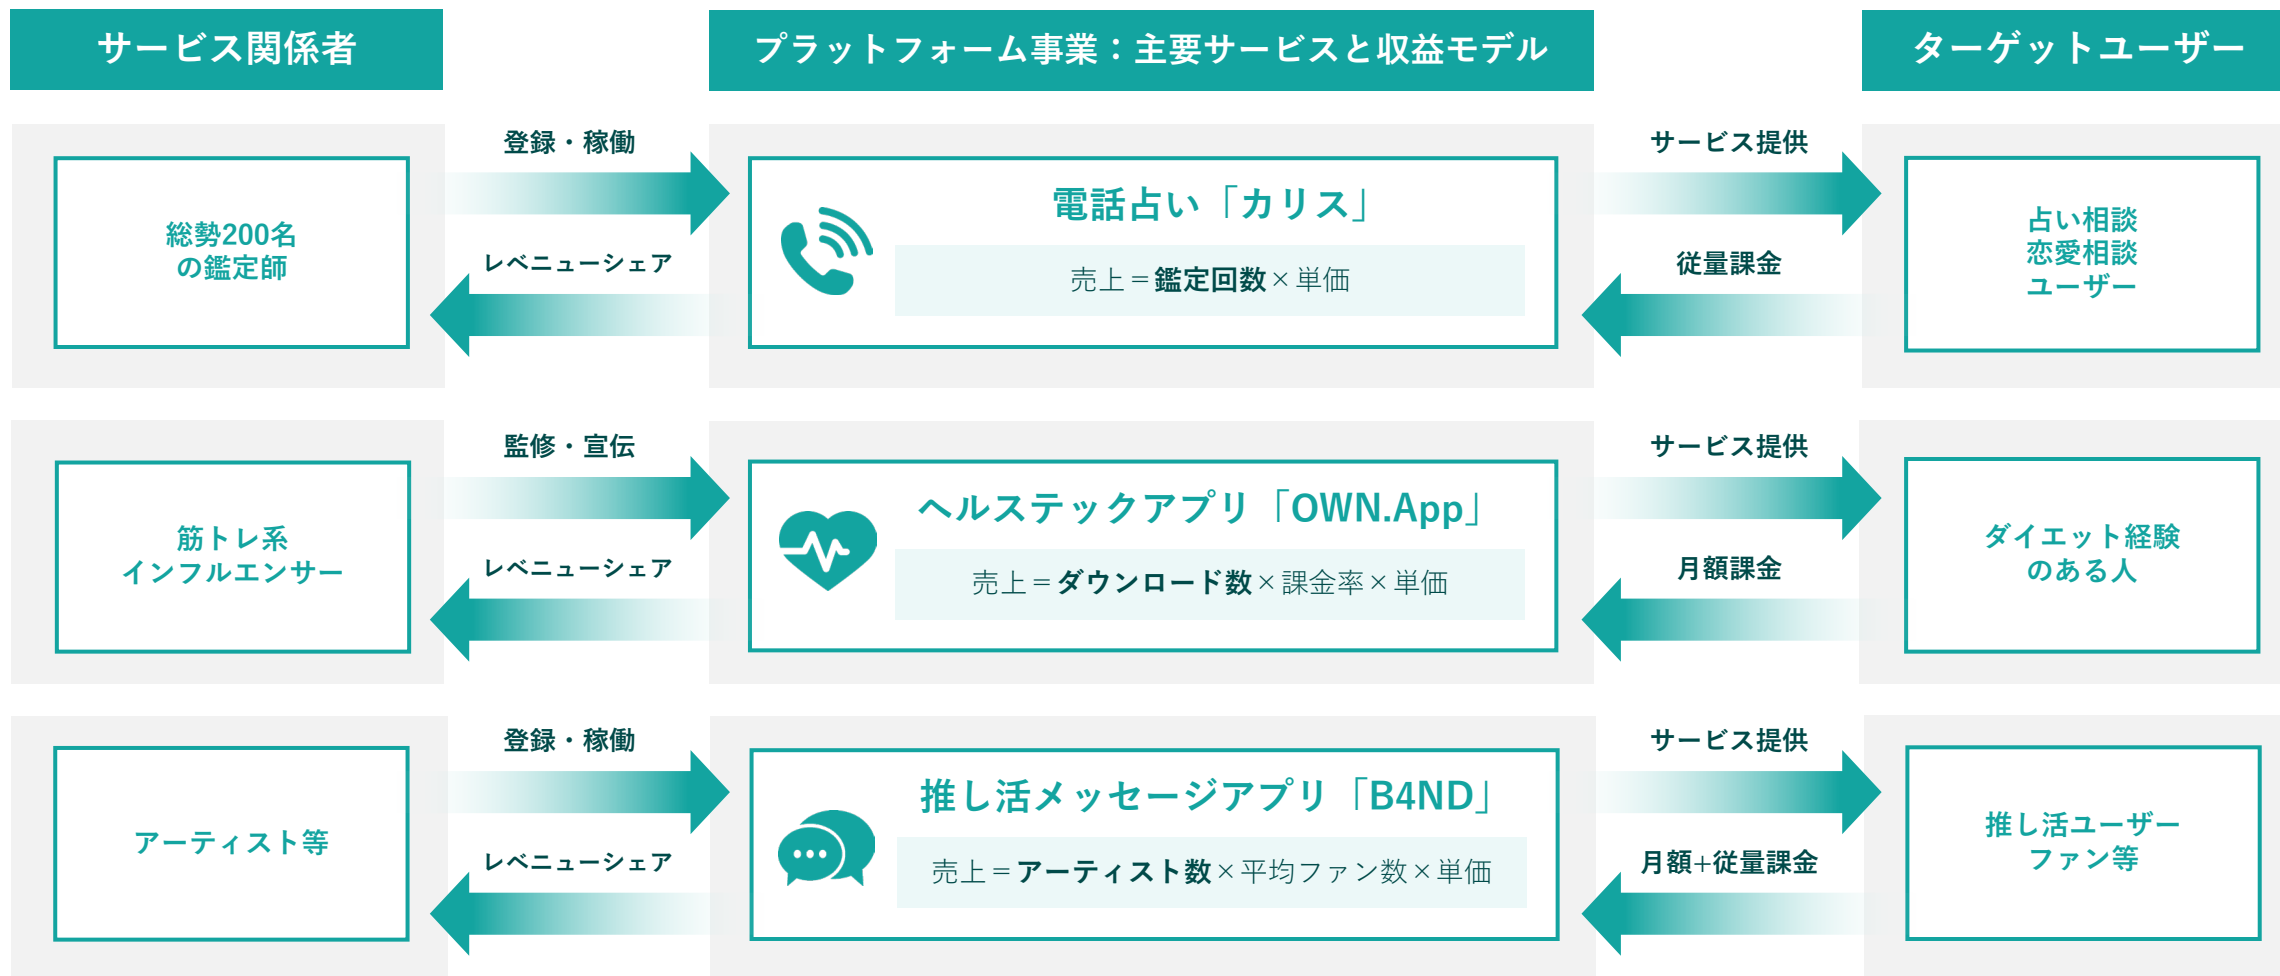 サービス関係者
プラットフォーム事業：主要サービスと収益モデル
ターゲットユーザー
総勢200名
の鑑定師
登録・稼働
レベニューシェア
電話占い「カリス」
売上＝鑑定回数×単価
サービス提供
従量課金
占い相談
恋愛相談
ユーザー
筋トレ系
インフルエンサー
監修・宣伝
レベニューシェア
ヘルステックアプリ「OWN.App」
売上＝ダウンロード数×課金率×単価
サービス提供
月額課金
ダイエット経験
のある人
アーティスト等
登録・稼働
レベニューシェア
推し活メッセージアプリ「B4ND」
売上＝アーティスト数×平均ファン数×単価
サービス提供
月額+従量課金
推し活ユーザー
ファン等